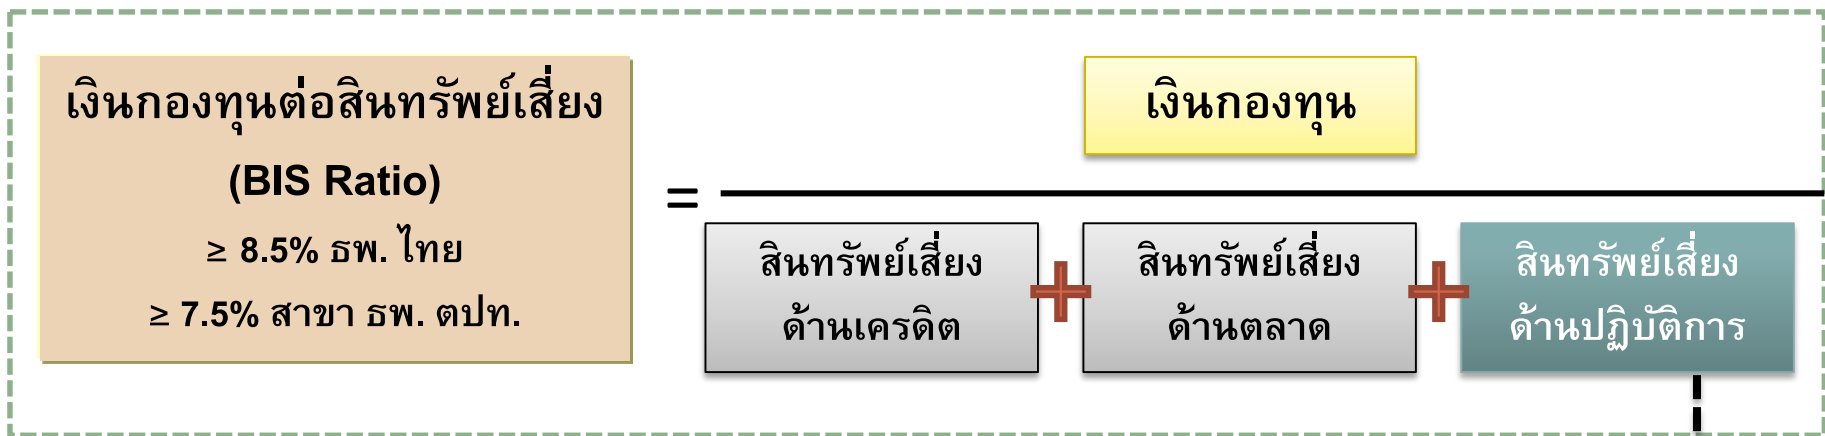 เงินกองทุนต่อสินทรัพย์เสี่ยง
(BIS Ratio)
≥ 8.5% ธพ. ไทย
≥ 7.5% สาขา ธพ. ตปท.
=
เงินกองทุน
สินทรัพย์เสี่ยง
ด้านเครดิต
สินทรัพย์เสี่ยง
ด้านตลาด
สินทรัพย์เสี่ยง
ด้านปฏิบัติการ